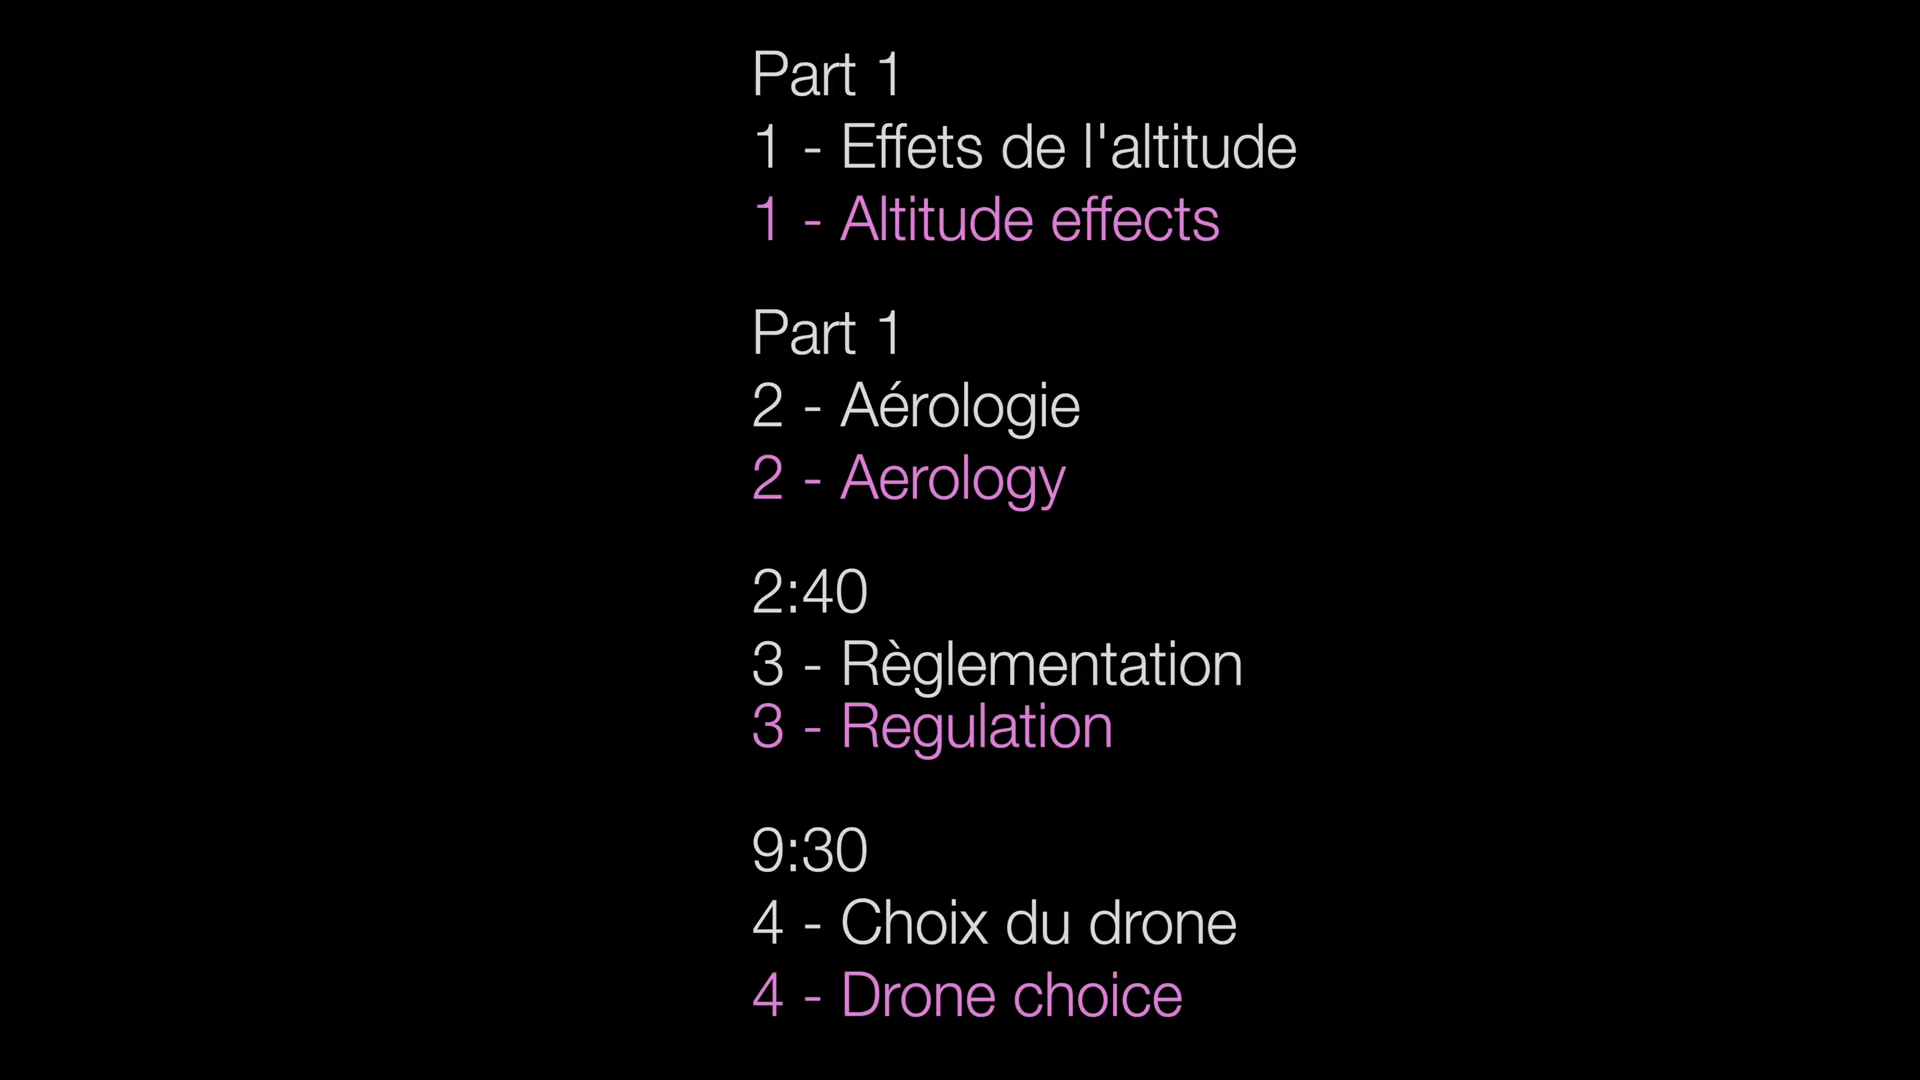 Part 1
1 - Effets de l'altitude
1 - Altitude effects
Part 1
2 - Aérologie
2 - Aerology
2:40
3 - Règlementation
3 - Regulation
9:30
4 - Choix du drone
4 - Drone choice